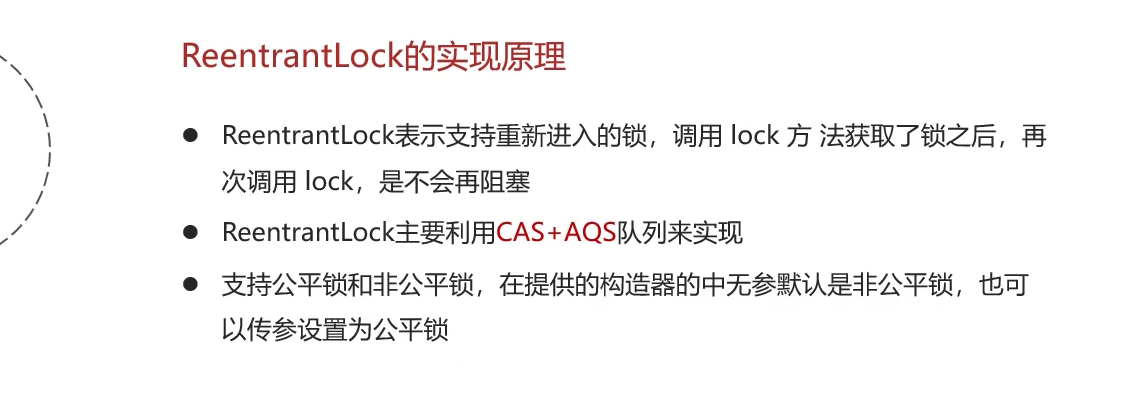 ReentrantLock的实现原理
● ReentrantLock表示支持重新进入的锁，调用 lock 方 法获取了锁之后，再
次调用 lock，是不会再阻塞
● ReentrantLock主要利用CAS+AQS队列来实现
● 支持公平锁和非公平锁，在提供的构造器的中无参默认是非公平锁，也可
以传参设置为公平锁